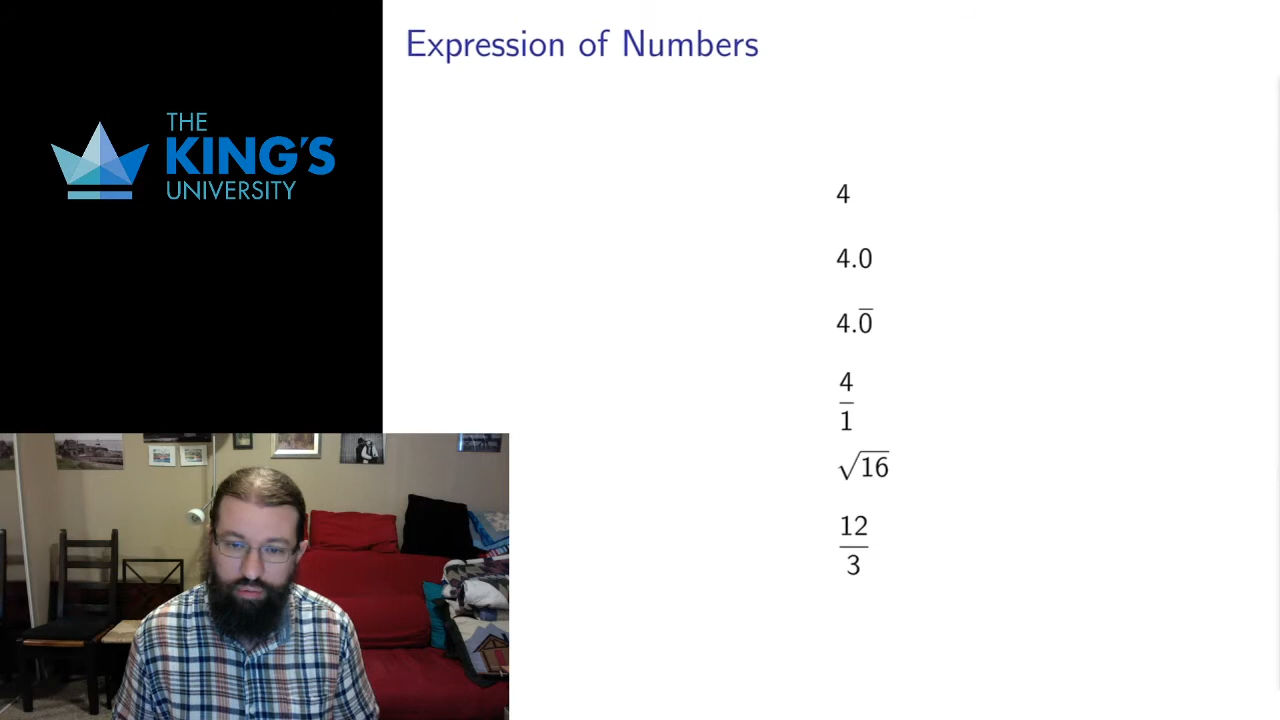 THE
KING'S
UNIVERSITY
Expression of Numbers
4
4.0
4.0̅
4/1
√16
12/3